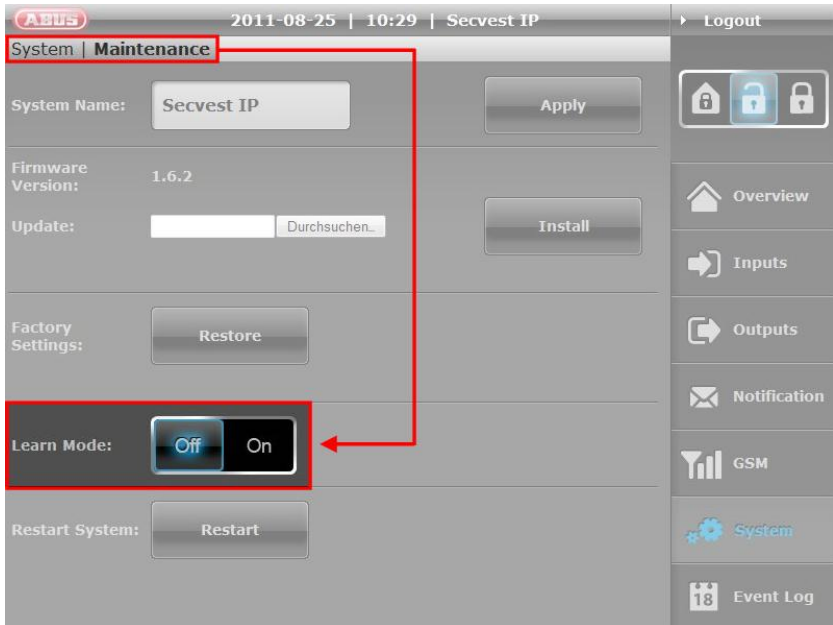 ABUS
2011-08-25 | 10:29 | Secvest IP
Logout
System | Maintenance
System Name:
Secvest IP
Apply
Firmware
Version:
1.6.2
Update:
Durchsuchen_
Install
Factory
Settings:
Restore
Learn Mode:
Off
On
Restart System:
Restart
Overview
Inputs
Outputs
Notification
GSM
System
18
Event Log